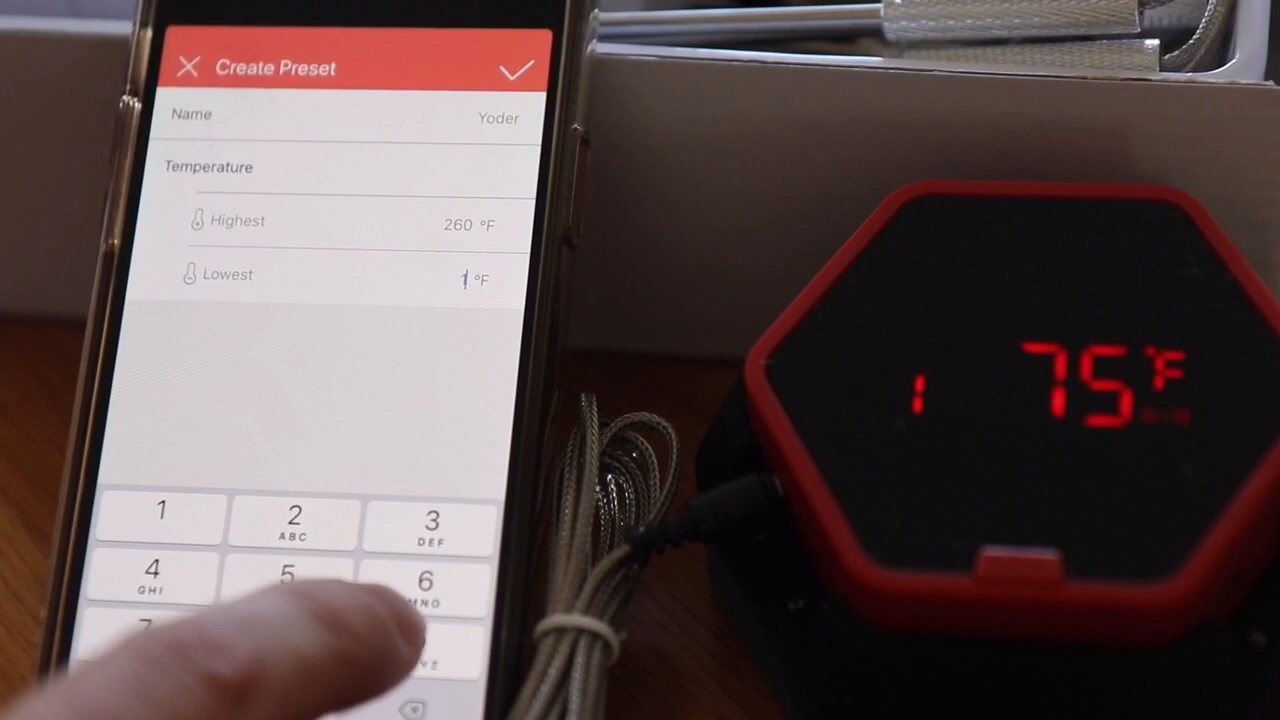 Create Preset
Name Yoder
Temperature
Highest 260 °F
Lowest 1 °F
1 75 °F
1 2 3
ABC DEF
4 5 6
GHI MNO
7